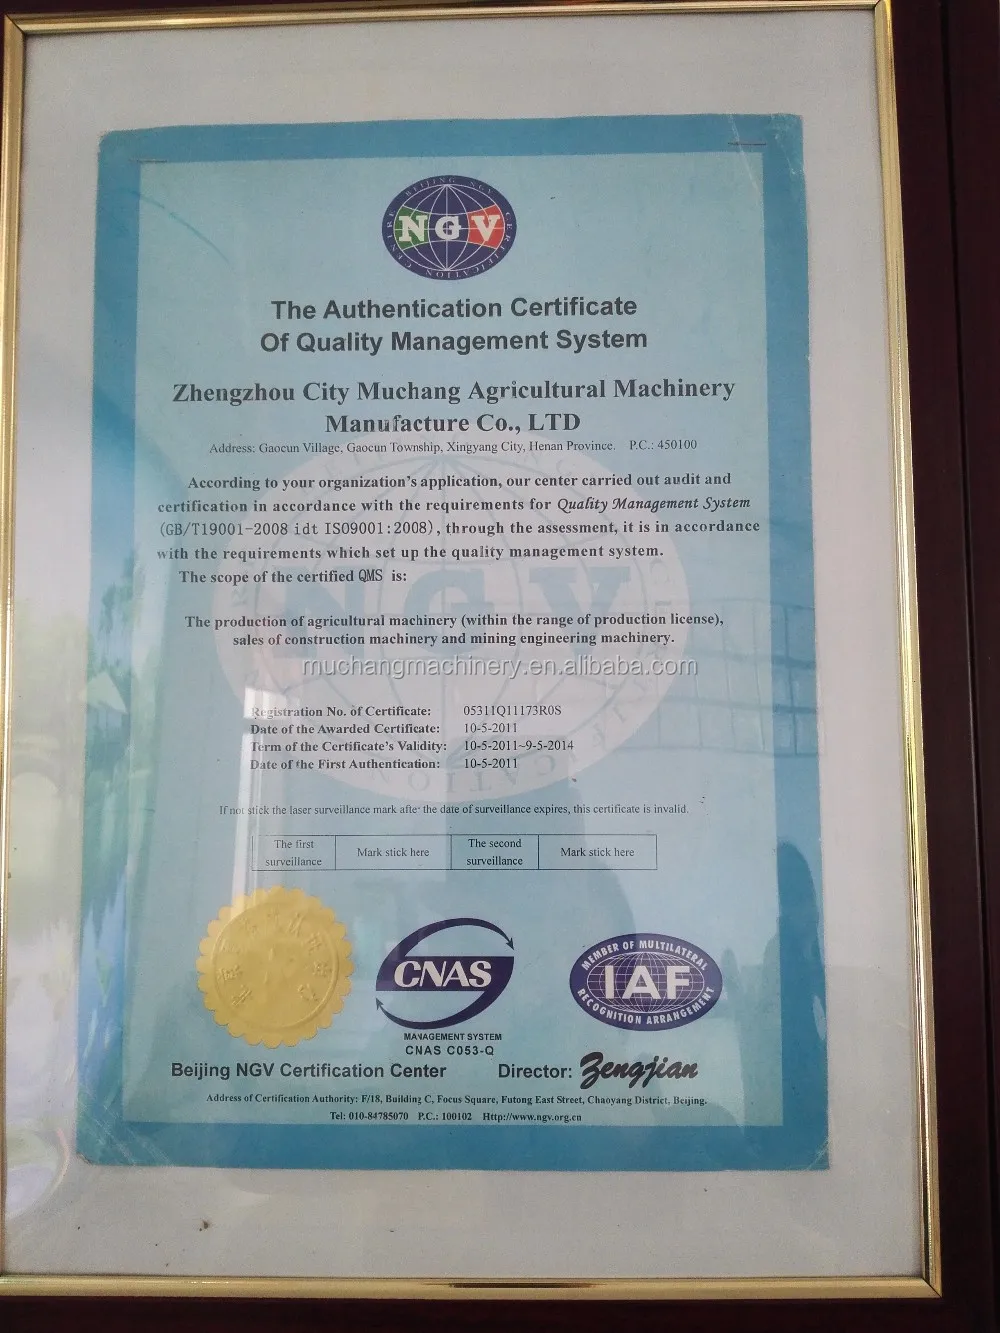 BEIJING NGV CERTIFICATION CENTRE
NGV
The Authentication Certificate
Of Quality Management System
Zhengzhou City Muchang Agricultural Machinery
Manufacture Co., LTD
Address: Gaocun Village, Gaocun Township, Xingyang City, Henan Province. P.C.: 450100
According to your organization's application, our center carried out audit and
certification in accordance with the requirements for Quality Management System
(GB/T19001-2008 idt ISO9001:2008), through the assessment, it is in accordance
with the requirements which set up the quality management system.
The scope of the certified QMS is:
NGV
The production of agricultural machinery (within the range of production license),
sales of construction machinery and mining engineering machinery.
muchangmachinery.en.alibaba.com
Registration No. of Certificate: 05311Q11173R0S
Date of the Awarded Certificate: 10-5-2011
Term of the Certificate's Validity: 10-5-2011~9-5-2014
Date of the First Authentication: 10-5-2011
If not stick the laser surveillance mark after the date of surveillance expires, this certificate is invalid.
The first surveillance Mark stick here The second surveillance Mark stick here
CNAS
MANAGEMENT SYSTEM
CNAS C053-Q
MEMBER OF MULTILATERAL
IAF
RECOGNITION ARRANGEMENT
Beijing NGV Certification Center Director: Zengjian
Address of Certification Authority: F/18, Building C, Focus Square, Futong East Street, Chaoyang District, Beijing.
Tel: 010-84785070 P.C.: 100102 Http://www.ngv.org.cn